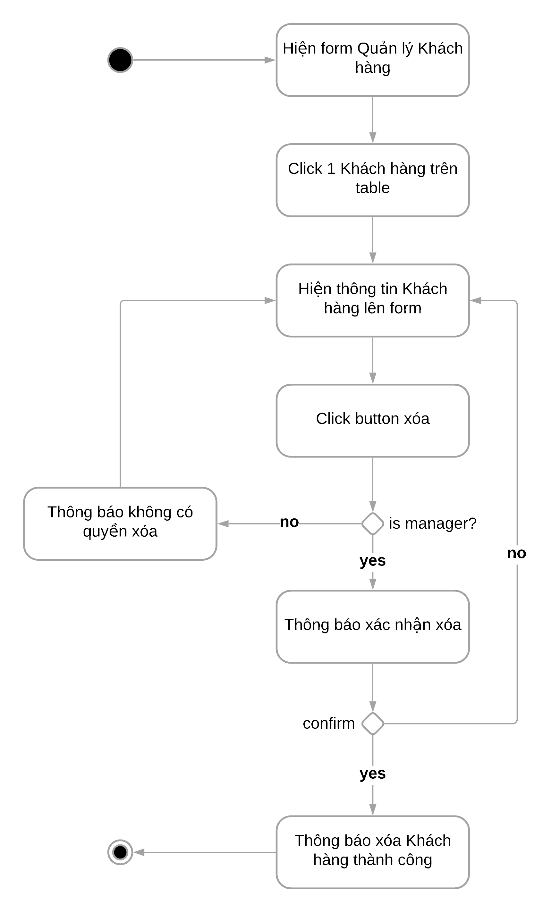 Hiện form Quản lý Khách
hàng
Click 1 Khách hàng trên
table
Hiện thông tin Khách
hàng lên form
Click button xóa
Thông báo không có
quyền xóa
no
is manager?
yes
no
Thông báo xác nhận xóa
confirm
yes
Thông báo xóa Khách
hàng thành công